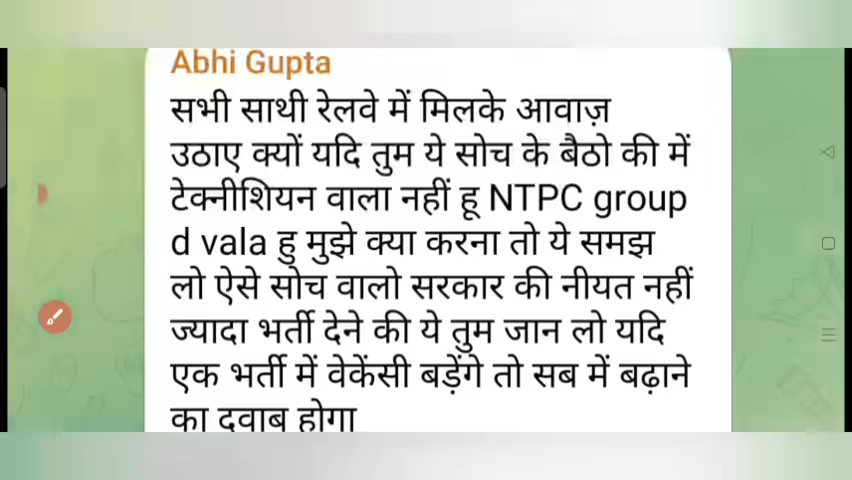 Abhi Gupta
सभी साथी रेलवे में मिलके आवाज़
उठाए क्यों यदि तुम ये सोच के बैठो की में
टेक्नीशियन वाला नहीं हू NTPC group
d vala हु मुझे क्या करना तो ये समझ
लो ऐसे सोच वालो सरकार की नीयत नहीं
ज्यादा भर्ती देने की ये तुम जान लो यदि
एक भर्ती में वेकेंसी बड़ेंगे तो सब में बढ़ाने
का दवाब होगा